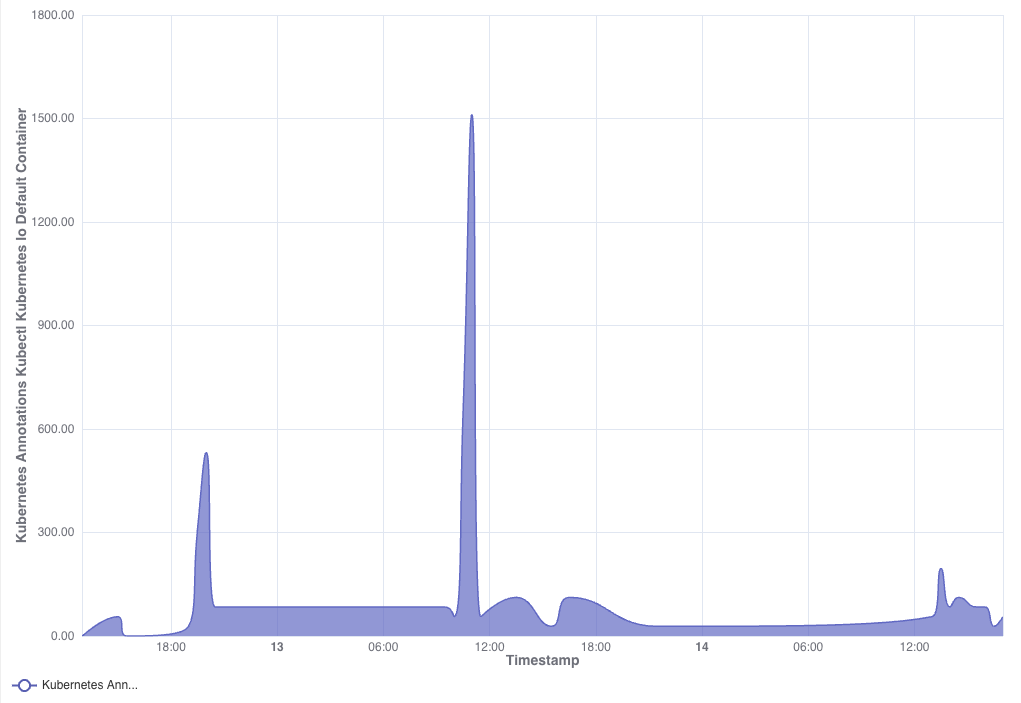 1800.00
1500.00
1200.00
900.00
600.00
300.00
0.00
Kubernetes Annotations Kubectl Kubernetes Io Default Container
18:00 13 06:00 12:00 18:00 14 06:00 12:00
Timestamp
Kubernetes Ann...